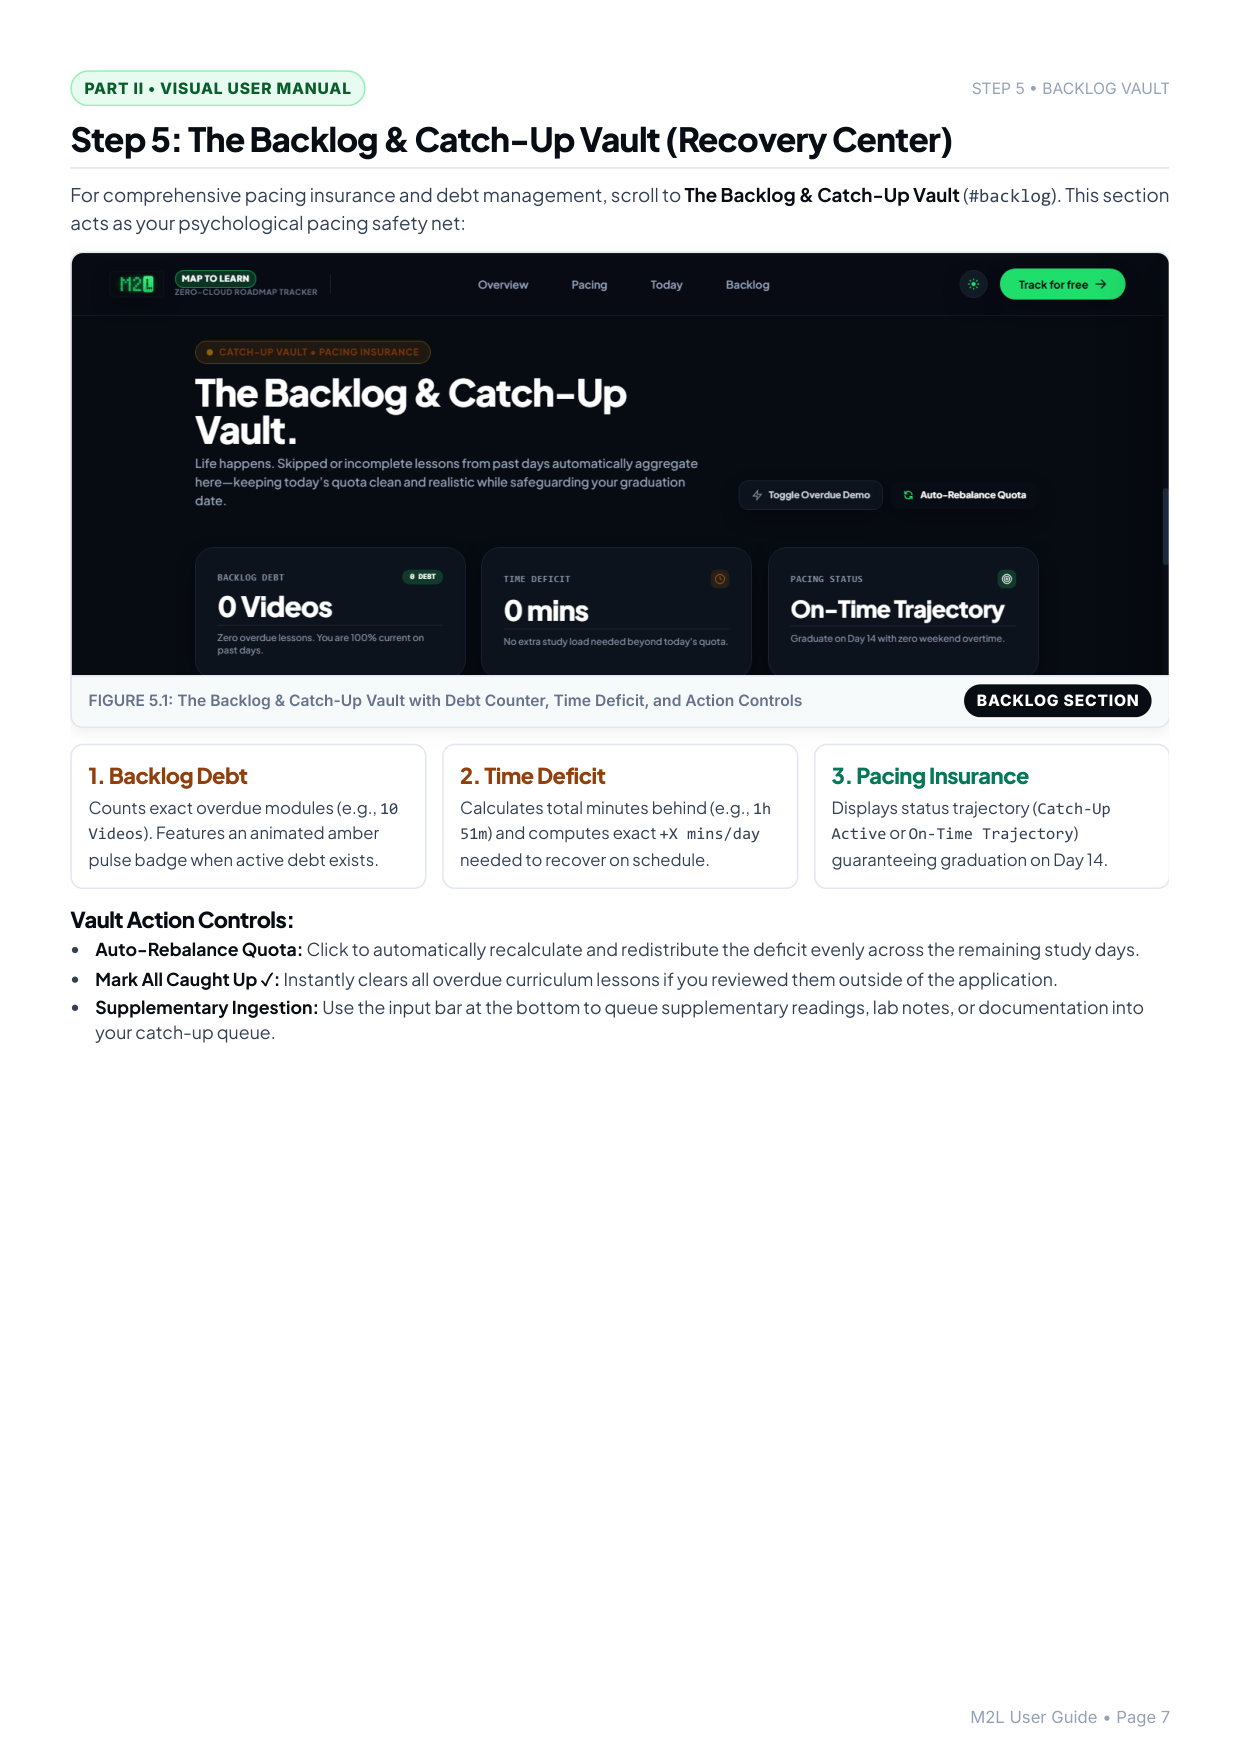 PART II • VISUAL USER MANUAL
STEP 5 • BACKLOG VAULT
Step 5: The Backlog & Catch-Up Vault (Recovery Center)
For comprehensive pacing insurance and debt management, scroll to The Backlog & Catch-Up Vault (#backlog). This section
acts as your psychological pacing safety net:
M2L
MAP TO LEARN
ZERO-CLOUD ROADMAP TRACKER
Overview
Pacing
Today
Backlog
Track for free →
CATCH-UP VAULT • PACING INSURANCE
The Backlog & Catch-Up
Vault.
Life happens. Skipped or incomplete lessons from past days automatically aggregate
here—keeping today's quota clean and realistic while safeguarding your graduation
date.
Toggle Overdue Demo
Auto-Rebalance Quota
BACKLOG DEBT
0 DEBT
0 Videos
Zero overdue lessons. You are 100% current on
past days.
TIME DEFICIT
0 mins
No extra study load needed beyond today's quota.
PACING STATUS
On-Time Trajectory
Graduate on Day 14 with zero weekend overtime.
FIGURE 5.1: The Backlog & Catch-Up Vault with Debt Counter, Time Deficit, and Action Controls
BACKLOG SECTION
1. Backlog Debt
Counts exact overdue modules (e.g., 10
Videos). Features an animated amber
pulse badge when active debt exists.
2. Time Deficit
Calculates total minutes behind (e.g., 1h
51m) and computes exact +X mins/day
needed to recover on schedule.
3. Pacing Insurance
Displays status trajectory (Catch-Up
Active or On-Time Trajectory)
guaranteeing graduation on Day 14.
Vault Action Controls:
• Auto-Rebalance Quota: Click to automatically recalculate and redistribute the deficit evenly across the remaining study days.
• Mark All Caught Up ✓: Instantly clears all overdue curriculum lessons if you reviewed them outside of the application.
• Supplementary Ingestion: Use the input bar at the bottom to queue supplementary readings, lab notes, or documentation into
your catch-up queue.
M2L User Guide • Page 7